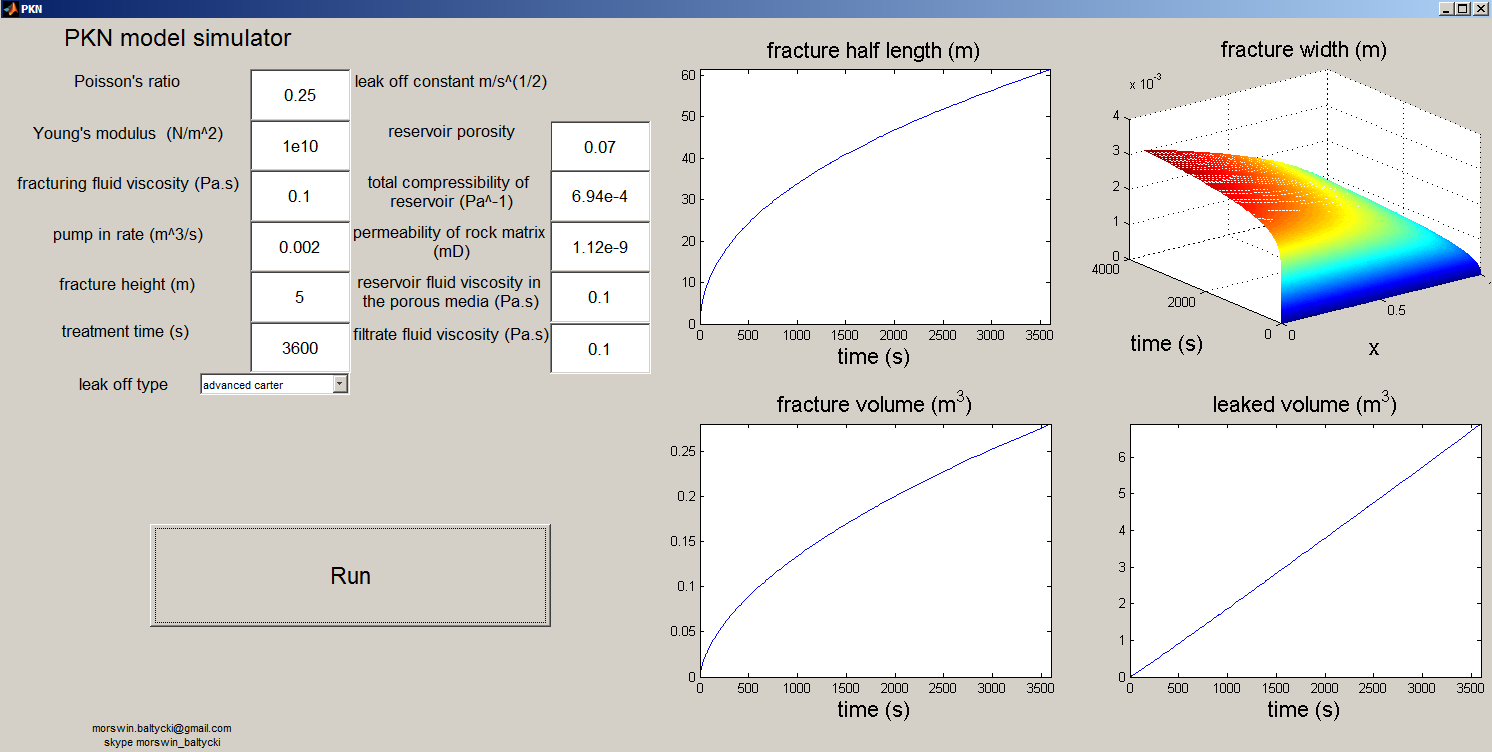 PKN
PKN model simulator
Poisson's ratio
0.25
leak off constant m/s^(1/2)
Young's modulus (N/m^2)
1e10
reservoir porosity
0.07
fracturing fluid viscosity (Pa.s)
0.1
total compressibility of
reservoir (Pa^-1)
6.94e-4
pump in rate (m^3/s)
0.002
permeability of rock matrix
(mD)
1.12e-9
fracture height (m)
5
reservoir fluid viscosity in
the porous media (Pa.s)
0.1
treatment time (s)
3600
filtrate fluid viscosity (Pa.s)
0.1
leak off type
advanced carter
Run
morswin.baltycki@gmail.com
skype morswin_baltycki
fracture half length (m)
60
50
40
30
20
10
0
0 500 1000 1500 2000 2500 3000 3500
time (s)
fracture width (m)
x 10^-3
4
3
2
1
0
4000
2000
0
0
0.5
time (s)
x
fracture volume (m^3)
0.25
0.2
0.15
0.1
0.05
0
0 500 1000 1500 2000 2500 3000 3500
time (s)
leaked volume (m^3)
6
5
4
3
2
1
0
0 500 1000 1500 2000 2500 3000 3500
time (s)